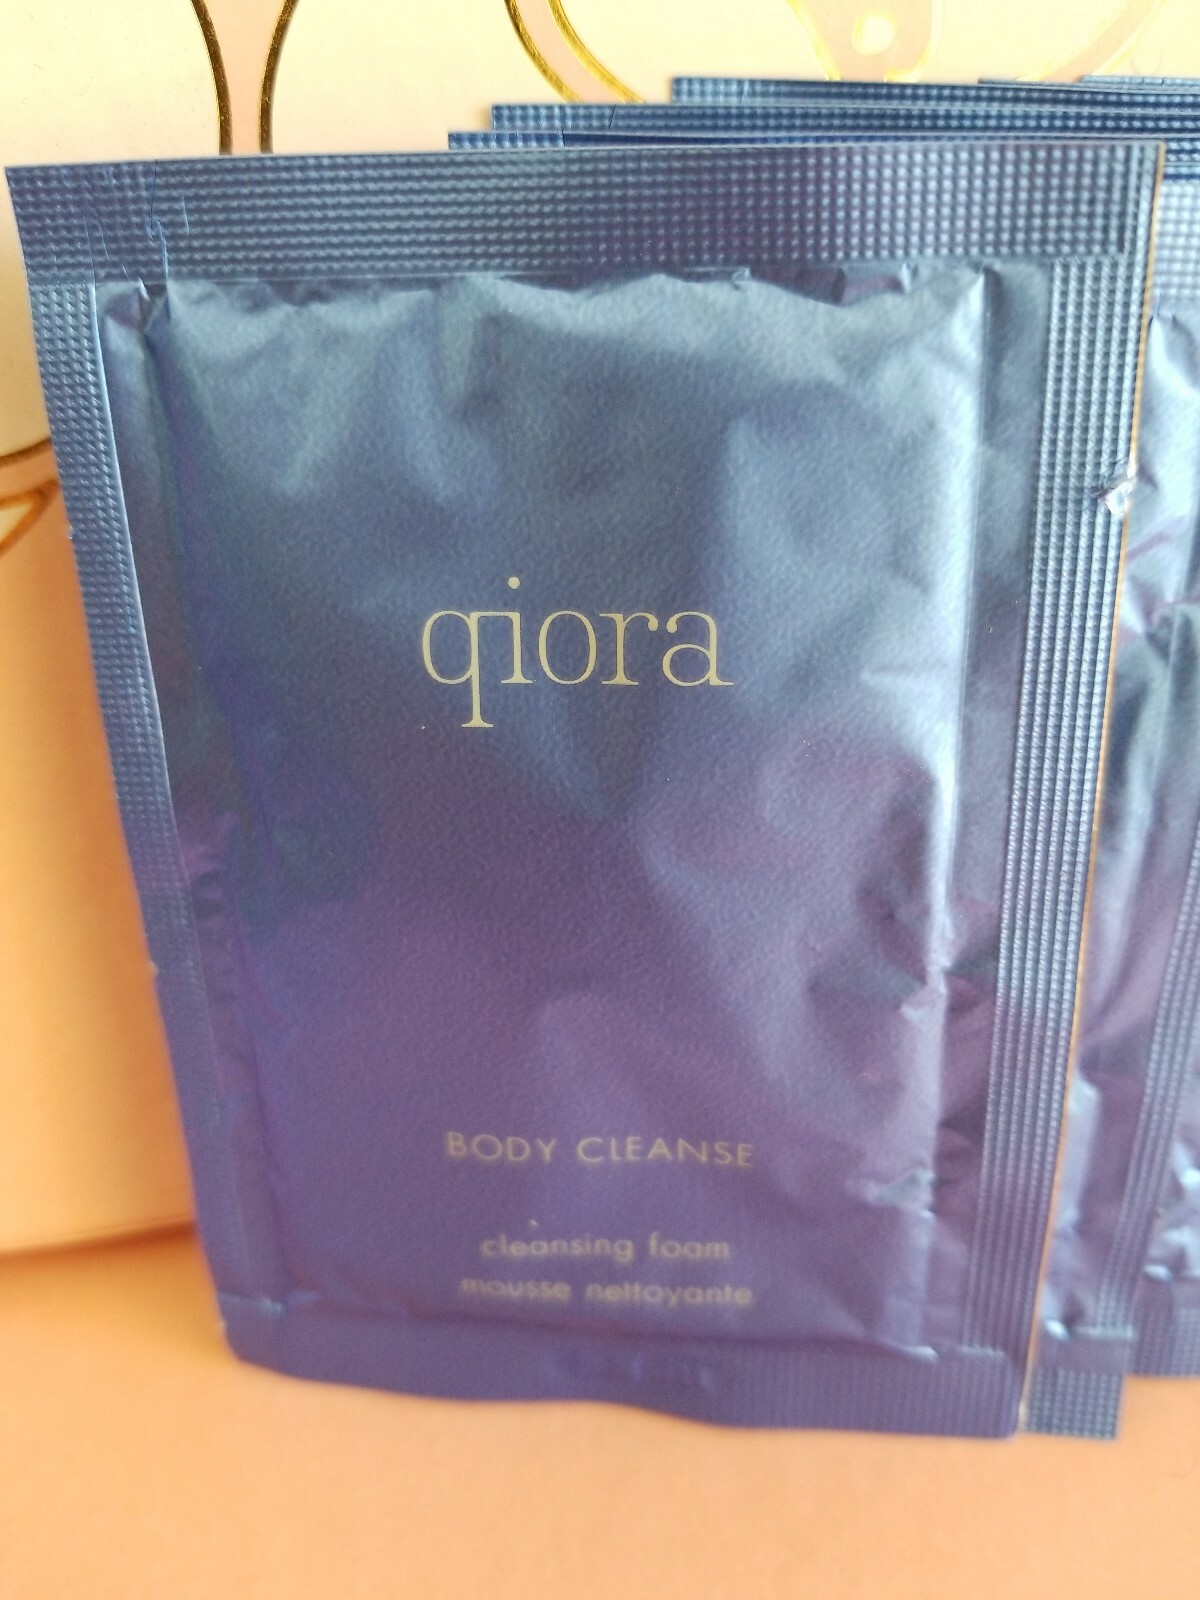 qiora
BODY CLEANSE
cleansing foam
mousse nettoyante